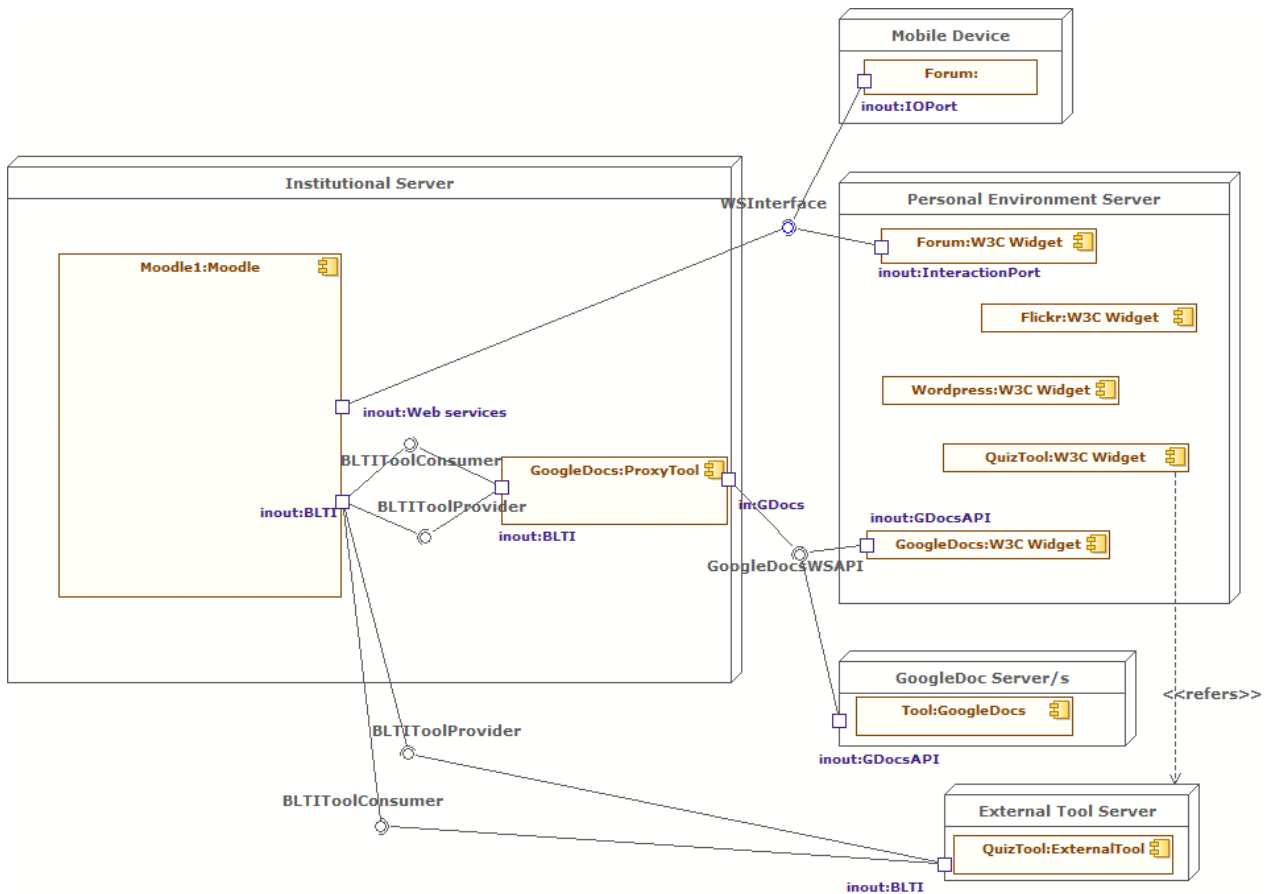 Mobile Device
Forum:
inout:IOPort
Institutional Server
Personal Environment Server
WSInterface
Forum:W3C Widget
inout:InteractionPort
Moodle1:Moodle
Flickr:W3C Widget
Wordpress:W3C Widget
inout:Web services
BLTIToolConsumer
QuizTool:W3C Widget
GoogleDocs:ProxyTool
BLTIToolProvider
in:GDocs
inout:BLTI
inout:GDocsAPI
inout:BLTI
GoogleDocs:W3C Widget
GoogleDocsWSAPI
GoogleDoc Server/s
<<refers>>
Tool:GoogleDocs
BLTIToolProvider
inout:GDocsAPI
BLTIToolConsumer
External Tool Server
QuizTool:ExternalTool
inout:BLTI